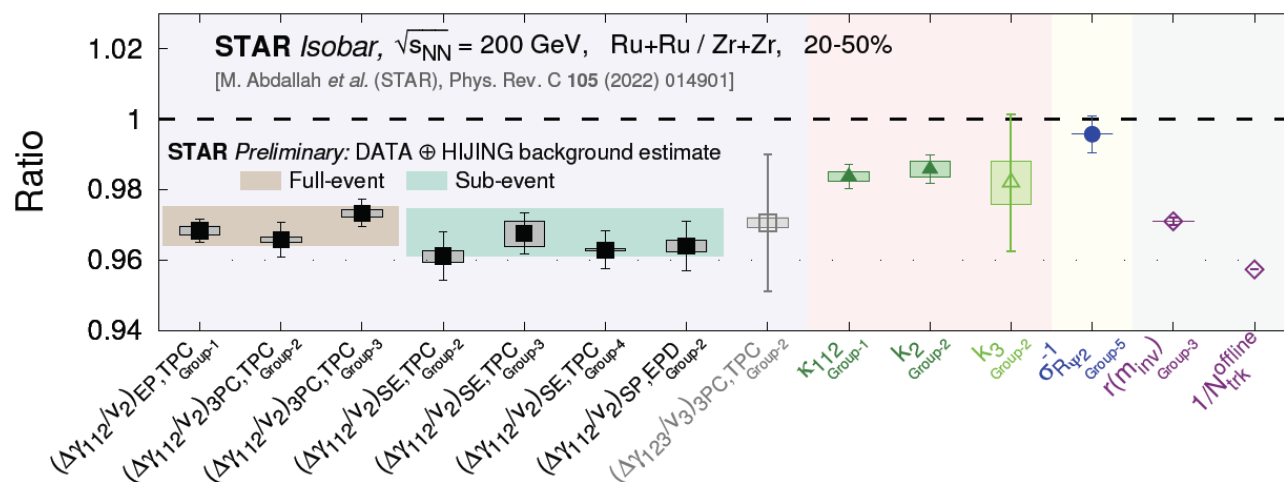 STAR Isobar, √sNN = 200 GeV, Ru+Ru / Zr+Zr, 20-50%
[M. Abdallah et al. (STAR), Phys. Rev. C 105 (2022) 014901]
STAR Preliminary: DATA ⊕ HIJING background estimate
Full-event
Sub-event
Ratio
1.02
1
0.98
0.96
0.94
(Δγ112/v2)EP,TPC
Group-1
(Δγ112/v2)3PC,TPC
Group-2
(Δγ112/v2)3PC,TPC
Group-3
(Δγ112/v2)SE,TPC
Group-2
(Δγ112/v2)SE,TPC
Group-3
(Δγ112/v2)SE,TPC
Group-4
(Δγ112/v2)SP,EPD
Group-2
(Δγ123/v3)3PC,TPC
Group-2
κ112
Group-1
k2
Group-2
k3
Group-2
σ-1RΨ2
Group-5
r(minv)
Group-3
1/Nofflinetrk